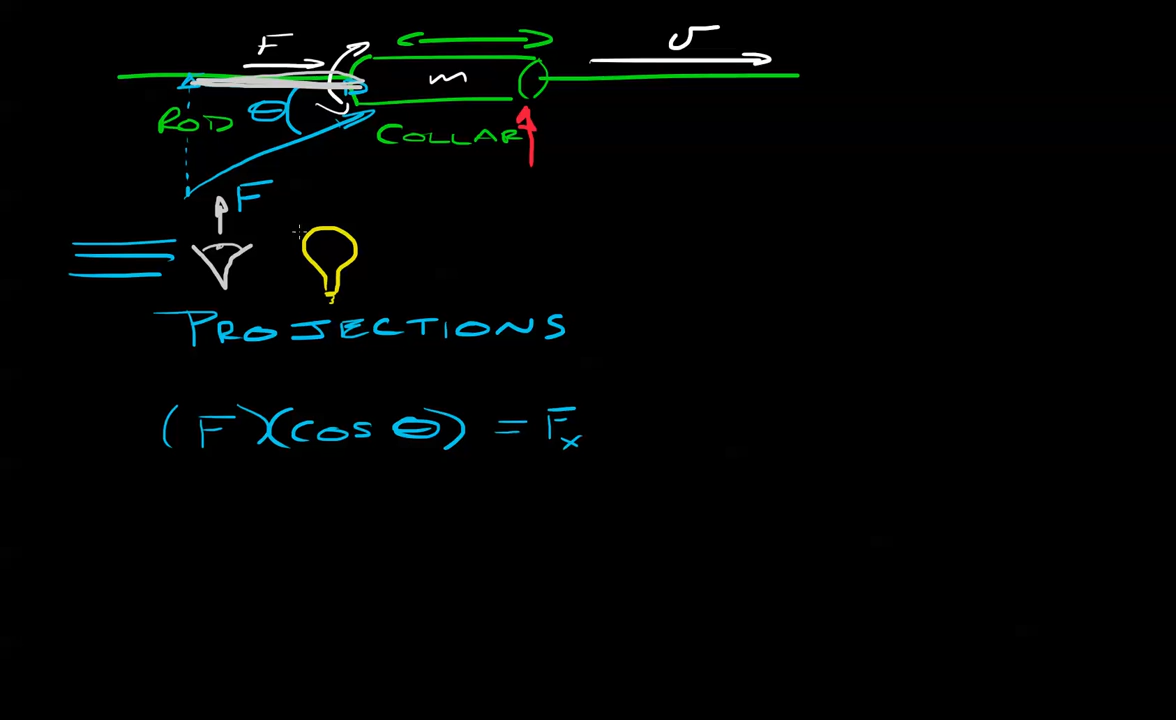 F
v
m
θ
ROD
COLLAR
F
PROJECTIONS
(F)(cos θ) = Fx